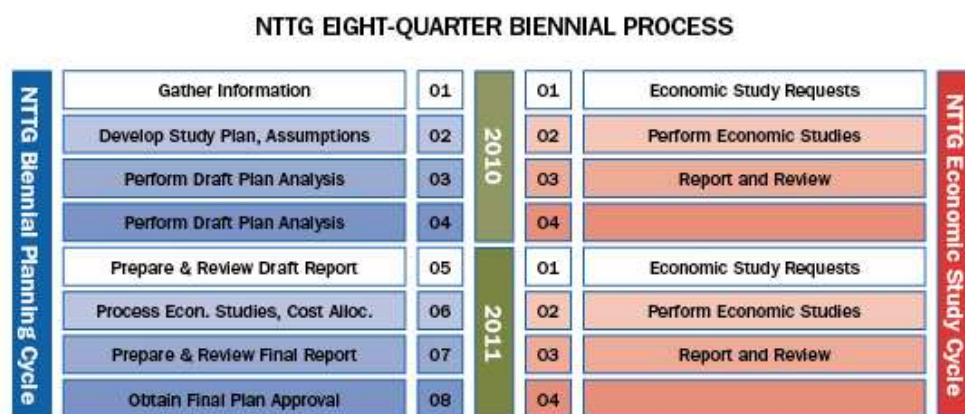 NTTG EIGHT-QUARTER BIENNIAL PROCESS
NTTG Biennial Planning Cycle
Gather Information 01 01 Economic Study Requests
Develop Study Plan, Assumptions 02 02 Perform Economic Studies
Perform Draft Plan Analysis 03 03 Report and Review
Perform Draft Plan Analysis 04 04
2010
Prepare & Review Draft Report 05 01 Economic Study Requests
Process Econ. Studies, Cost Alloc. 06 02 Perform Economic Studies
Prepare & Review Final Report 07 03 Report and Review
Obtain Final Plan Approval 08 04
2011
NTTG Economic Study Cycle